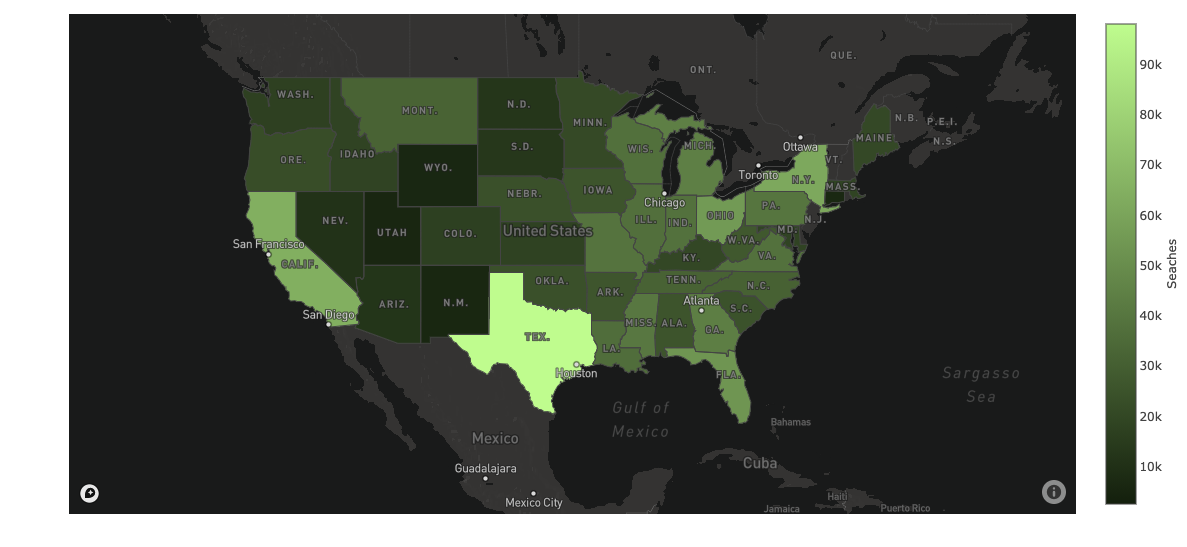 QUE.
ONT.
90k
WASH.
MONT.
N.D.
80k
MINN.
N.B.
P.E.I.
MAINE
N.S.
ORE.
IDAHO
S.D.
WIS.
MICH.
Ottawa
VT.
70k
WYO.
Toronto
N.Y.
MASS.
NEBR.
IOWA
Chicago
PA.
ILL.
IND.
OHIO
N.J.
60k
NEV.
UTAH
COLO.
United States
MD.
W.VA.
San Francisco
CALIF.
KY.
VA.
50k
OKLA.
ARK.
TENN.
N.C.
Seaches
ARIZ.
N.M.
Atlanta
S.C.
San Diego
MISS.
ALA.
GA.
40k
TEX.
LA.
30k
Houston
FLA.
Sargasso
Sea
Gulf of
Mexico
Bahamas
20k
Mexico
Cuba
Guadalajara
10k
Mexico City
Haiti
Jamaica
Puerto Rico